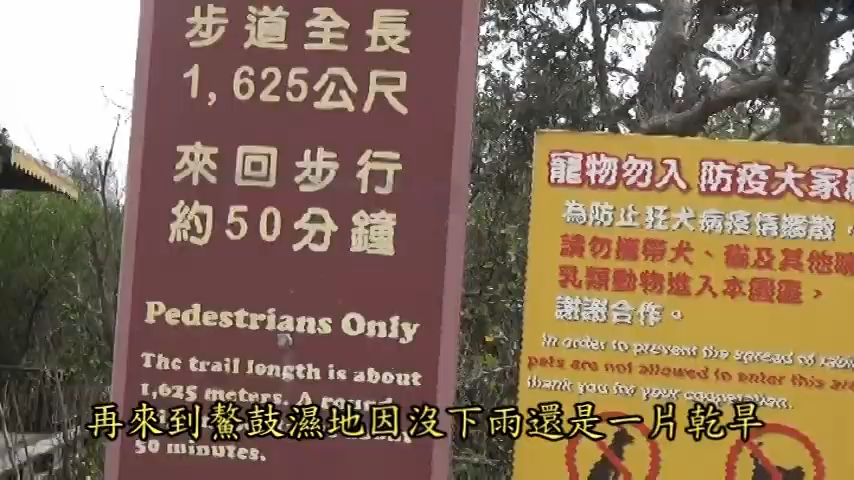 步道全長
1,625公尺
來回步行
約50分鐘
Pedestrians Only
The trail length is about
1,625 meters. A round
50 minutes.
寵物勿入 防疫大家
為防止狂犬病疫情擴散,
請勿攜帶犬、貓及其他哺
乳類動物進入本園區,
謝謝合作。
In order to prevent the spread of rabi
pets are not allowed to enter this are
thank you for your cooperation.
再來到鰲鼓濕地因沒下雨還是一片乾旱